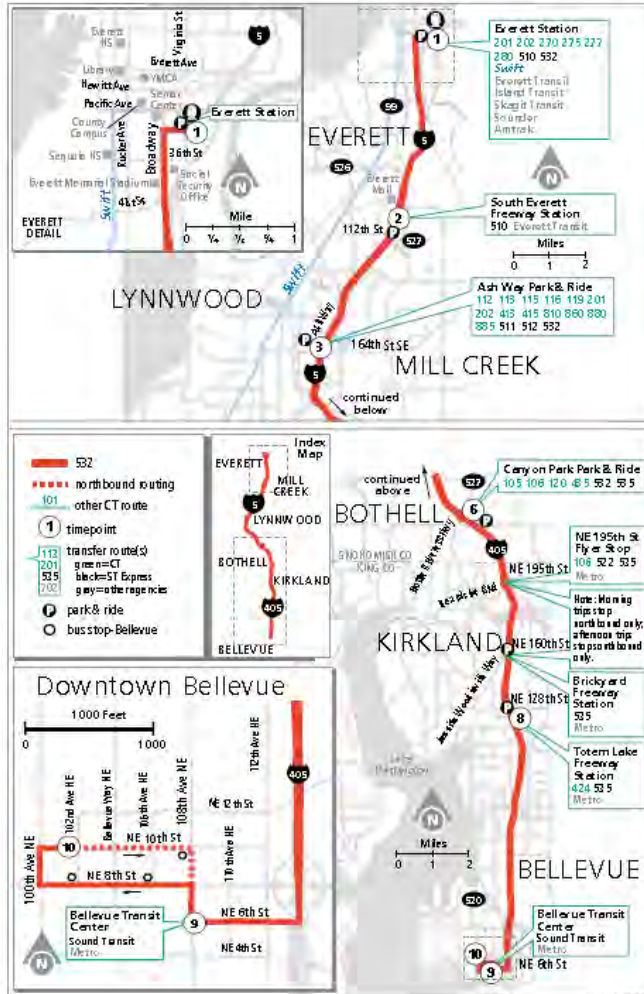 Everett
HS
Virginia St
5
Everett Ave
Library
YMCA
Hewitt Ave
Pacific Ave
County
Campus
Rucker Ave
Broadway
Everett Station
1
36th St
Sequoia HS
Social
Security
Office
Everett Memorial Stadium
41st St
Swift
N
EVERETT
DETAIL
Mile
0 1/4 1/2 3/4 1
1
Everett Station
201 202 270 275 277
280 510 532
Swift
Everett Transit
Island Transit
Skagit Transit
Sounder
Amtrak
99
EVERETT
5
526
Everett
Mall
N
2
South Everett
Freeway Station
510 Everett Transit
112th St
527
Miles
0 1 2
Swift
LYNNWOOD
Ash Way
Ash Way Park & Ride
112 113 115 116 119 201
202 413 415 810 860 880
885 511 512 532
3
164th St SE
MILL CREEK
5
continued
below
532
northbound routing
101 other CT route
1 timepoint
113 transfer route(s)
201 green=CT
535 black=ST Express
202 gray=other agencies
P park & ride
bus stop-Bellevue
Index
Map
EVERETT
MILL
CREEK
5
LYNNWOOD
BOTHELL
KIRKLAND
405
BELLEVUE
continued
above
527
Canyon Park Park & Ride
105 106 120 435 532 535
6
BOTHELL
405
SNOHOMISH CO
KING CO
NE 195th St
Flyer Stop
106 522 535
Metro
NE 195th St
Note: Morning
trips stop
northbound only;
afternoon trips
stop southbound
only.
KIRKLAND
NE 160th St
Brickyard
Freeway
Station
535
Metro
NE 128th St
8
Totem Lake
Freeway
Station
424 535
Metro
Lake
Washington
N
Miles
0 1 2
BELLEVUE
520
Bellevue Transit
Center
Sound Transit
Metro
10
9
NE 6th St
Downtown Bellevue
1000 Feet
0 1000
112th Ave NE
405
102nd Ave NE
Bellevue Way NE
106th Ave NE
108th Ave NE
NE 12th St
10
NE 10th St
100th Ave NE
110th Ave NE
NE 8th St
Bellevue Transit
Center
Sound Transit
Metro
9
NE 6th St
N
NE 4th St